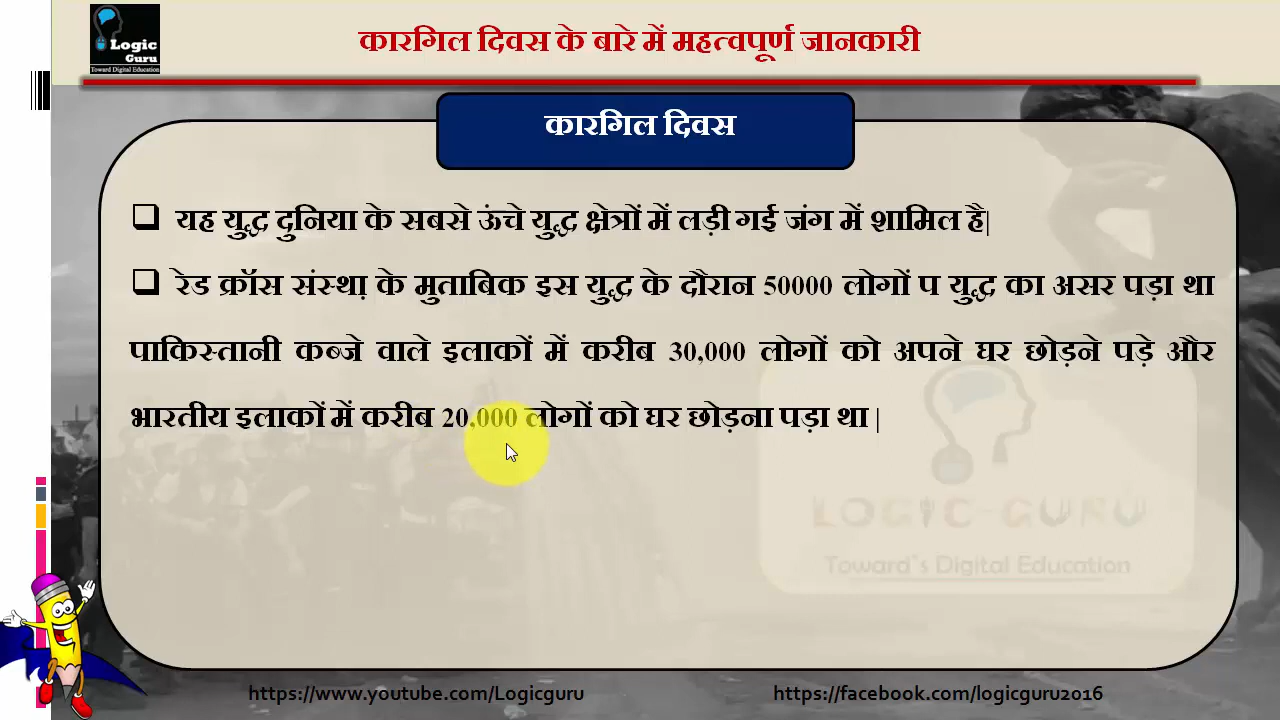 Logic
Guru
Toward Digital Education
कारगिल दिवस के बारे में महत्वपूर्ण जानकारी
कारगिल दिवस
यह युद्ध दुनिया के सबसे ऊंचे युद्ध क्षेत्रों में लड़ी गई जंग में शामिल है|
रेड क्रॉस संस्था़ के मुताबिक इस युद्ध के दौरान 50000 लोगों प युद्ध का असर पड़ा था
पाकिस्तानी कब्जे वाले इलाकों में करीब 30,000 लोगों को अपने घर छोड़ने पड़े और
भारतीय इलाकों में करीब 20,000 लोगों को घर छोड़ना पड़ा था |
LOGIC-GURU
Toward`s Digital Education
https://www.youtube.com/Logicguru
https://facebook.com/logicguru2016